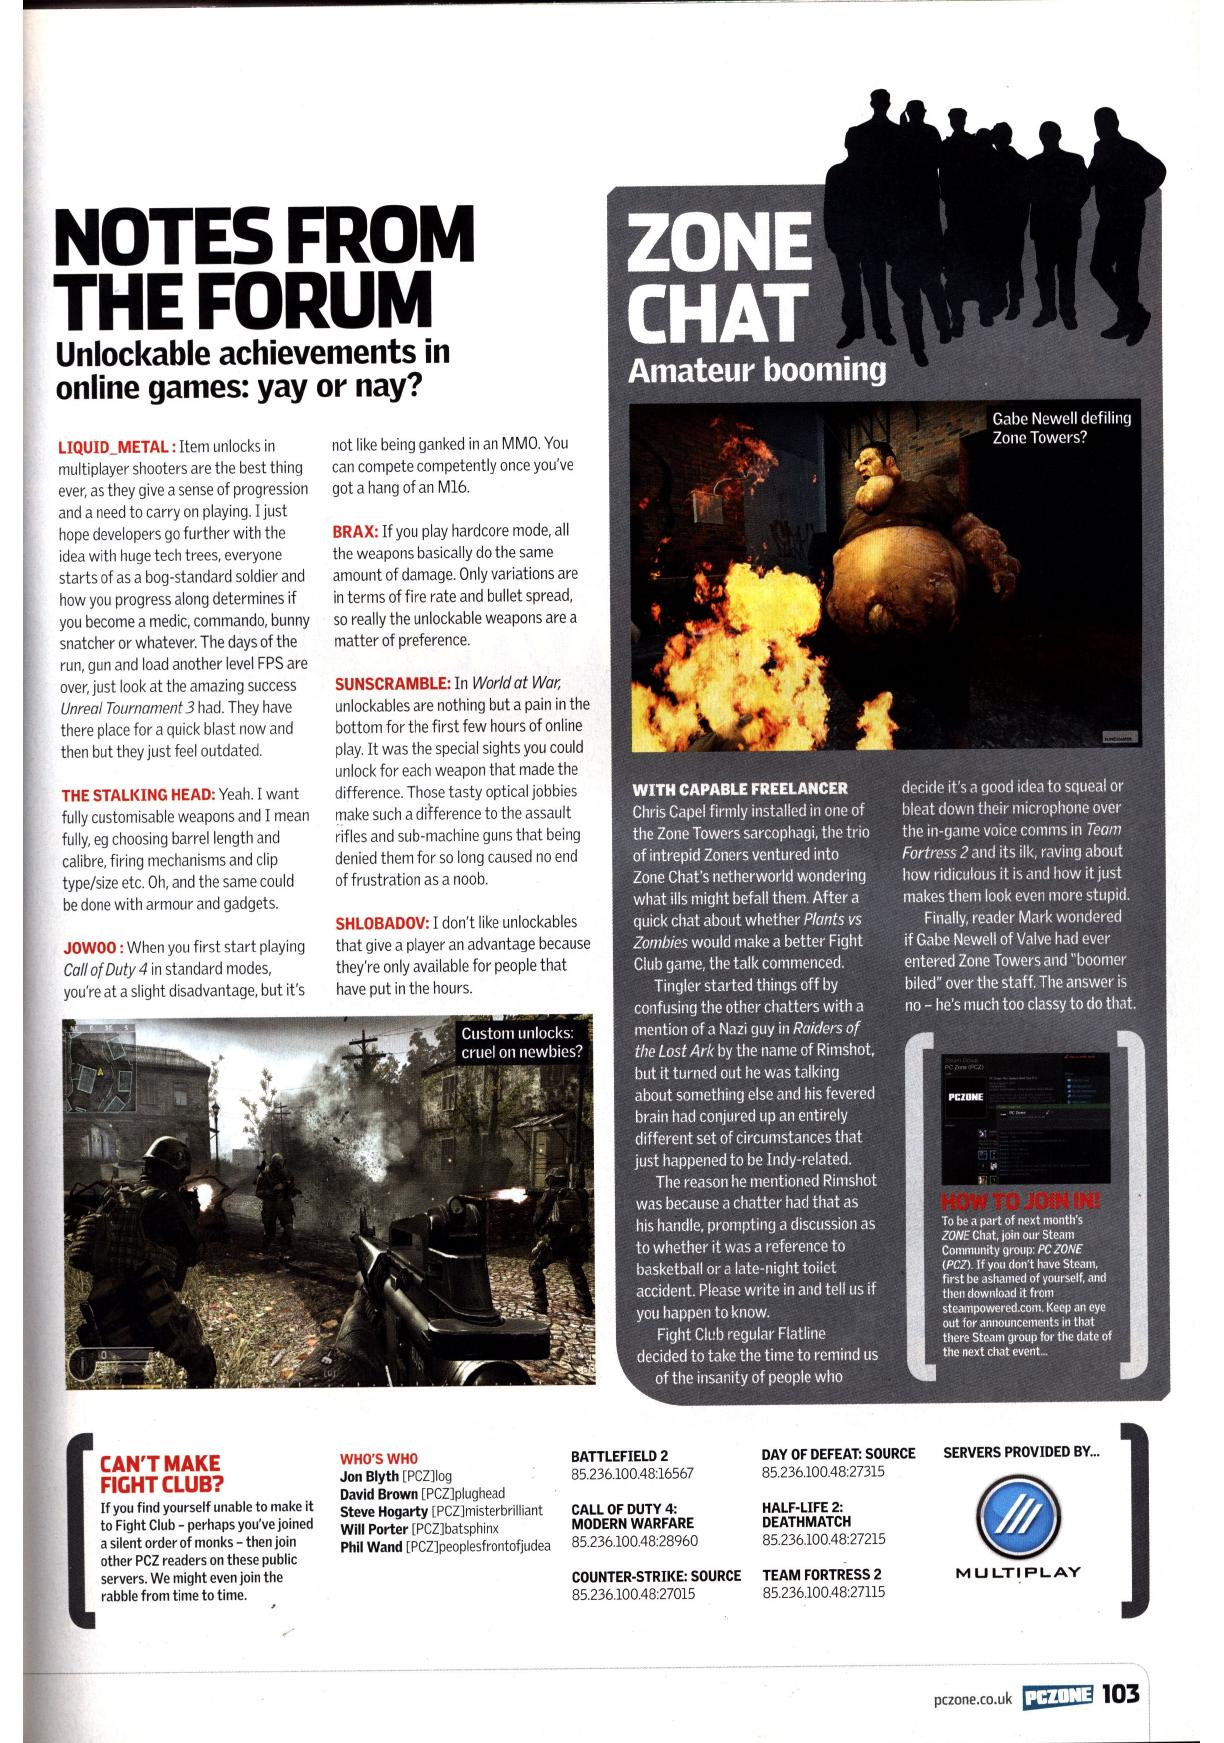 NOTES FROM
THE FORUM
Unlockable achievements in
online games: yay or nay?
LIQUID_METAL : Item unlocks in
multiplayer shooters are the best thing
ever, as they give a sense of progression
and a need to carry on playing. I just
hope developers go further with the
idea with huge tech trees, everyone
starts of as a bog-standard soldier and
how you progress along determines if
you become a medic, commando, bunny
snatcher or whatever. The days of the
run, gun and load another level FPS are
over, just look at the amazing success
Unreal Tournament 3 had. They have
there place for a quick blast now and
then but they just feel outdated.
THE STALKING HEAD: Yeah. I want
fully customisable weapons and I mean
fully, eg choosing barrel length and
calibre, firing mechanisms and clip
type/size etc. Oh, and the same could
be done with armour and gadgets.
JOWOO : When you first start playing
Call of Duty 4 in standard modes,
you're at a slight disadvantage, but it's
not like being ganked in an MMO. You
can compete competently once you've
got a hang of an M16.
BRAX: If you play hardcore mode, all
the weapons basically do the same
amount of damage. Only variations are
in terms of fire rate and bullet spread,
so really the unlockable weapons are a
matter of preference.
SUNSCRAMBLE: In World at War,
unlockables are nothing but a pain in the
bottom for the first few hours of online
play. It was the special sights you could
unlock for each weapon that made the
difference. Those tasty optical jobbies
make such a difference to the assault
rifles and sub-machine guns that being
denied them for so long caused no end
of frustration as a noob.
SHLOBADOV: I don't like unlockables
that give a player an advantage because
they're only available for people that
have put in the hours.
Custom unlocks:
cruel on newbies?
ZONE
CHAT
Amateur booming
Gabe Newell defiling
Zone Towers?
WITH CAPABLE FREELANCER
Chris Capel firmly installed in one of
the Zone Towers sarcophagi, the trio
of intrepid Zoners ventured into
Zone Chat's netherworld wondering
what ills might befall them. After a
quick chat about whether Plants vs
Zombies would make a better Fight
Club game, the talk commenced.
Tingler started things off by
confusing the other chatters with a
mention of a Nazi guy in Raiders of
the Lost Ark by the name of Rimshot,
but it turned out he was talking
about something else and his fevered
brain had conjured up an entirely
different set of circumstances that
just happened to be Indy-related.
The reason he mentioned Rimshot
was because a chatter had that as
his handle, prompting a discussion as
to whether it was a reference to
basketball or a late-night toilet
accident. Please write in and tell us if
you happen to know.
Fight Club regular Flatline
decided to take the time to remind us
of the insanity of people who
decide it's a good idea to squeal or
bleat down their microphone over
the in-game voice comms in Team
Fortress 2 and its ilk, raving about
how ridiculous it is and how it just
makes them look even more stupid.
Finally, reader Mark wondered
if Gabe Newell of Valve had ever
entered Zone Towers and "boomer
biled" over the staff. The answer is
no – he's much too classy to do that.
PC Zone (PCZ)
PCZONE
HOW TO JOIN IN!
To be a part of next month's
ZONE Chat, join our Steam
Community group: PC ZONE
(PCZ). If you don't have Steam,
first be ashamed of yourself, and
then download it from
steampowered.com. Keep an eye
out for announcements in that
there Steam group for the date of
the next chat event...
CAN'T MAKE
FIGHT CLUB?
If you find yourself unable to make it
to Fight Club – perhaps you've joined
a silent order of monks – then join
other PCZ readers on these public
servers. We might even join the
rabble from time to time.
WHO'S WHO
Jon Blyth [PCZ]log
David Brown [PCZ]plughead
Steve Hogarty [PCZ]misterbrilliant
Will Porter [PCZ]batsphinx
Phil Wand [PCZ]peoplesfrontofjudea
BATTLEFIELD 2
85.236.100.48:16567
CALL OF DUTY 4:
MODERN WARFARE
85.236.100.48:28960
COUNTER-STRIKE: SOURCE
85.236.100.48:27015
DAY OF DEFEAT: SOURCE
85.236.100.48:27315
HALF-LIFE 2:
DEATHMATCH
85.236.100.48:27215
TEAM FORTRESS 2
85.236.100.48:27115
SERVERS PROVIDED BY...
MULTIPLAY
pczone.co.uk PCZONE 103